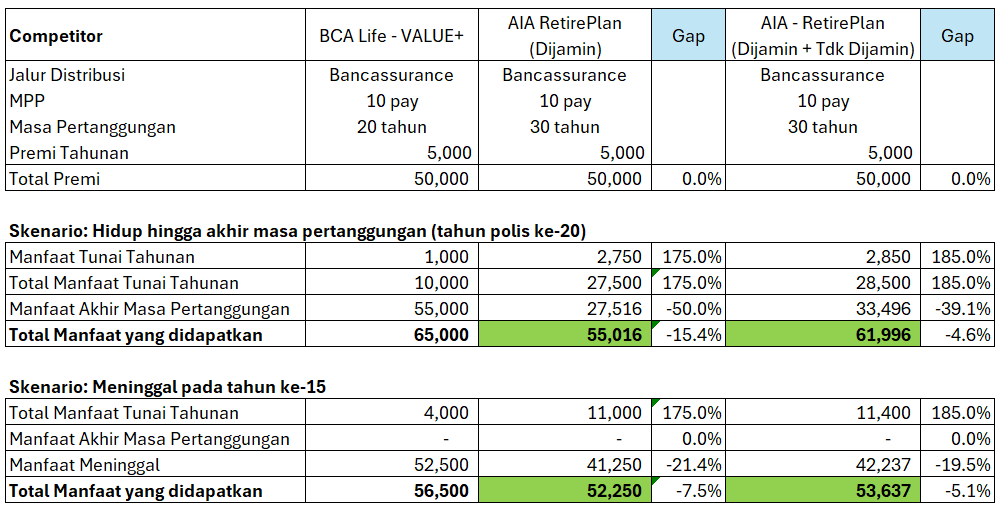 Competitor BCA Life - VALUE+ AIA RetirePlan (Dijamin) Gap AIA - RetirePlan (Dijamin + Tdk Dijamin) Gap
Jalur Distribusi Bancassurance Bancassurance Bancassurance
MPP 10 pay 10 pay 10 pay
Masa Pertanggungan 20 tahun 30 tahun 30 tahun
Premi Tahunan 5,000 5,000 5,000
Total Premi 50,000 50,000 0.0% 50,000 0.0%
Skenario: Hidup hingga akhir masa pertanggungan (tahun polis ke-20)
Manfaat Tunai Tahunan 1,000 2,750 175.0% 2,850 185.0%
Total Manfaat Tunai Tahunan 10,000 27,500 175.0% 28,500 185.0%
Manfaat Akhir Masa Pertanggungan 55,000 27,516 -50.0% 33,496 -39.1%
Total Manfaat yang didapatkan 65,000 55,016 -15.4% 61,996 -4.6%
Skenario: Meninggal pada tahun ke-15
Total Manfaat Tunai Tahunan 4,000 11,000 175.0% 11,400 185.0%
Manfaat Akhir Masa Pertanggungan - - 0.0% - 0.0%
Manfaat Meninggal 52,500 41,250 -21.4% 42,237 -19.5%
Total Manfaat yang didapatkan 56,500 52,250 -7.5% 53,637 -5.1%